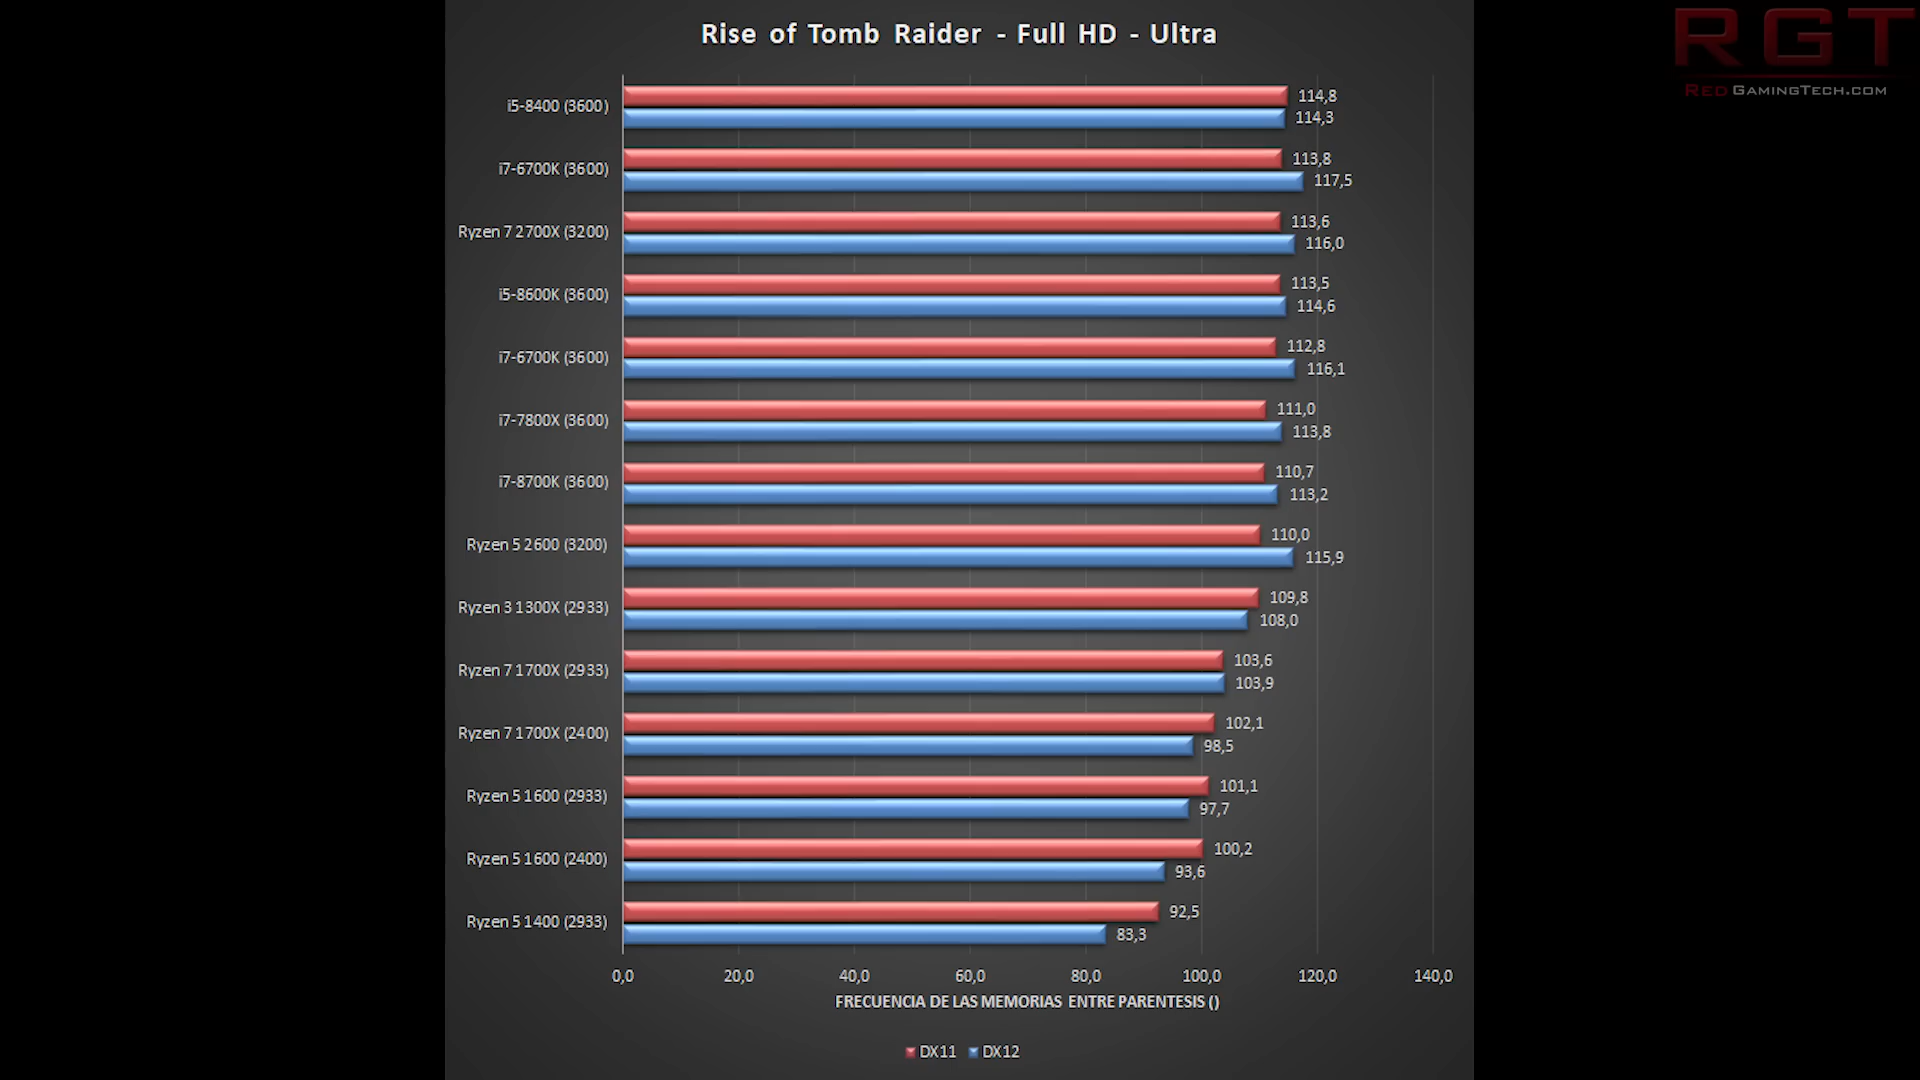 Rise of Tomb Raider - Full HD - Ultra
RGT
REDGAMINGTECH.COM
i5-8400 (3600)
114,8
114,3
i7-6700K (3600)
113,8
117,5
Ryzen 7 2700X (3200)
113,6
116,0
i5-8600K (3600)
113,5
114,6
i7-6700K (3600)
112,8
116,1
i7-7800X (3600)
111,0
113,8
i7-8700K (3600)
110,7
113,2
Ryzen 5 2600 (3200)
110,0
115,9
Ryzen 3 1300X (2933)
109,8
108,0
Ryzen 7 1700X (2933)
103,6
103,9
Ryzen 7 1700X (2400)
102,1
98,5
Ryzen 5 1600 (2933)
101,1
97,7
Ryzen 5 1600 (2400)
100,2
93,6
Ryzen 5 1400 (2933)
92,5
83,3
0,0 20,0 40,0 60,0 80,0 100,0 120,0 140,0
FRECUENCIA DE LAS MEMORIAS ENTRE PARENTESIS ()
DX11 DX12